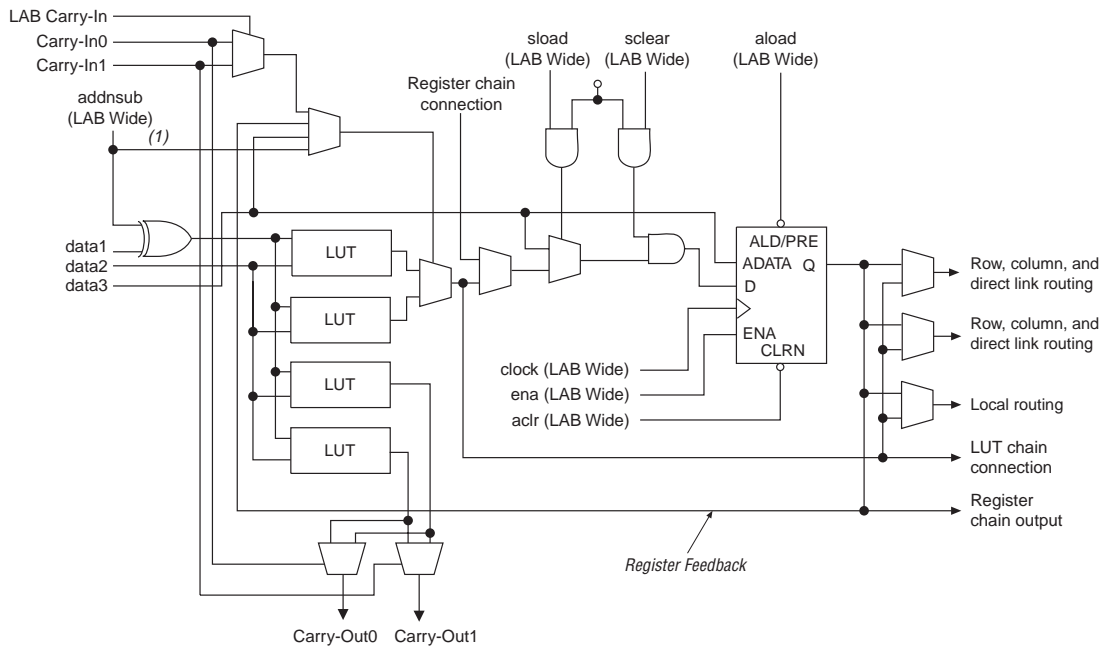 LAB Carry-In
Carry-In0
Carry-In1
addnsub
(LAB Wide)
(1)
Register chain
connection
sload
(LAB Wide)
sclear
(LAB Wide)
aload
(LAB Wide)
data1
data2
data3
LUT
LUT
LUT
LUT
ALD/PRE
ADATA Q
D
ENA
CLRN
clock (LAB Wide)
ena (LAB Wide)
aclr (LAB Wide)
Row, column, and
direct link routing
Row, column, and
direct link routing
Local routing
LUT chain
connection
Register
chain output
Register Feedback
Carry-Out0
Carry-Out1